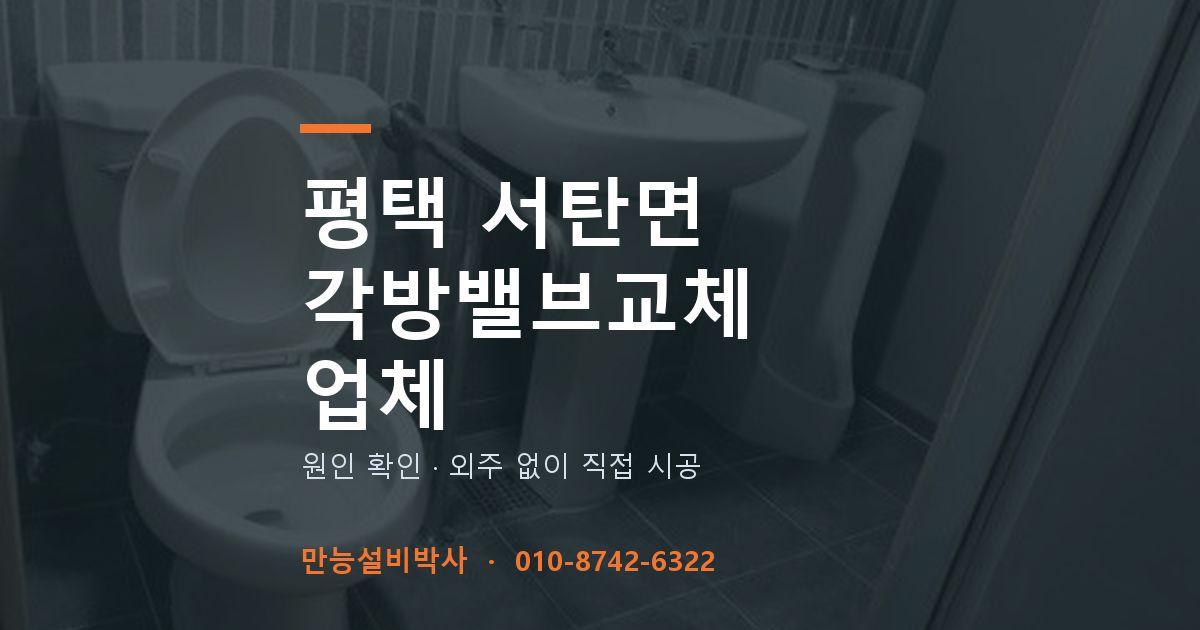 평택 서탄면
각방밸브교체
업체
원인 확인 · 외주 없이 직접 시공
만능설비박사 · 010-8742-6322